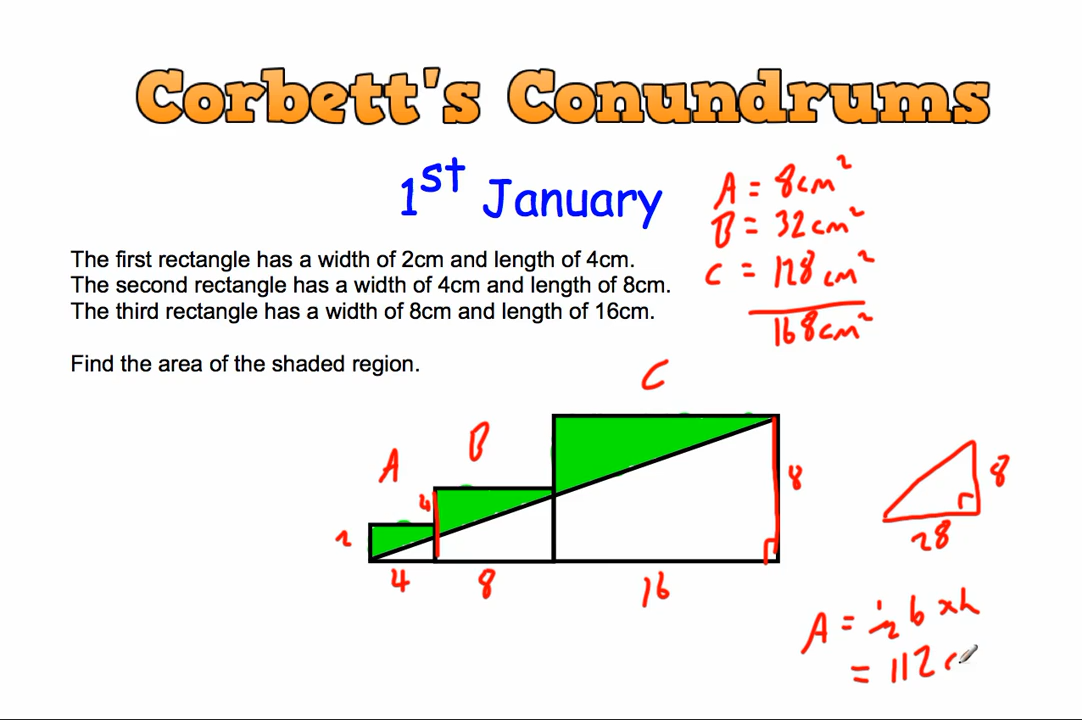 Corbett's Conundrums
1st January
A = 8cm²
B = 32cm²
C = 128cm²
168cm²
The first rectangle has a width of 2cm and length of 4cm.
The second rectangle has a width of 4cm and length of 8cm.
The third rectangle has a width of 8cm and length of 16cm.
Find the area of the shaded region.
C
B
A
4
8
2
4
8
16
8
28
A = ½ b × h
= 112 c